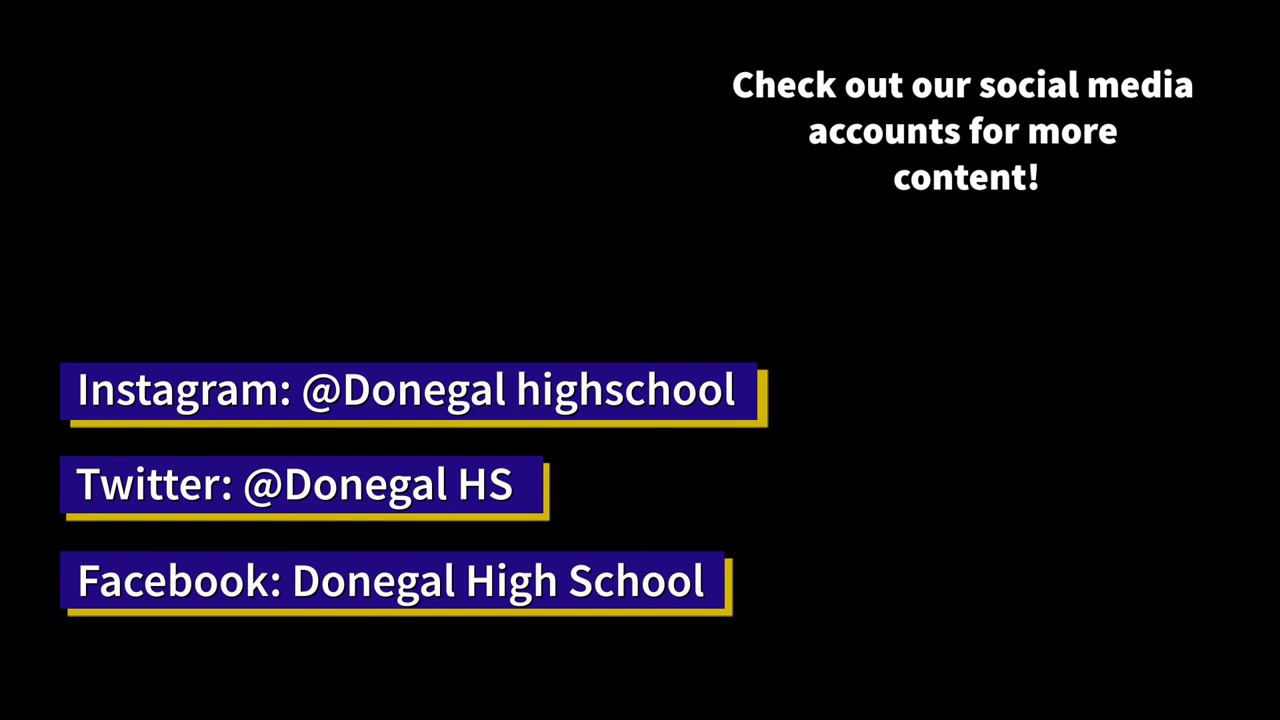 Check out our social media
accounts for more
content!
Instagram: @Donegal highschool
Twitter: @Donegal HS
Facebook: Donegal High School